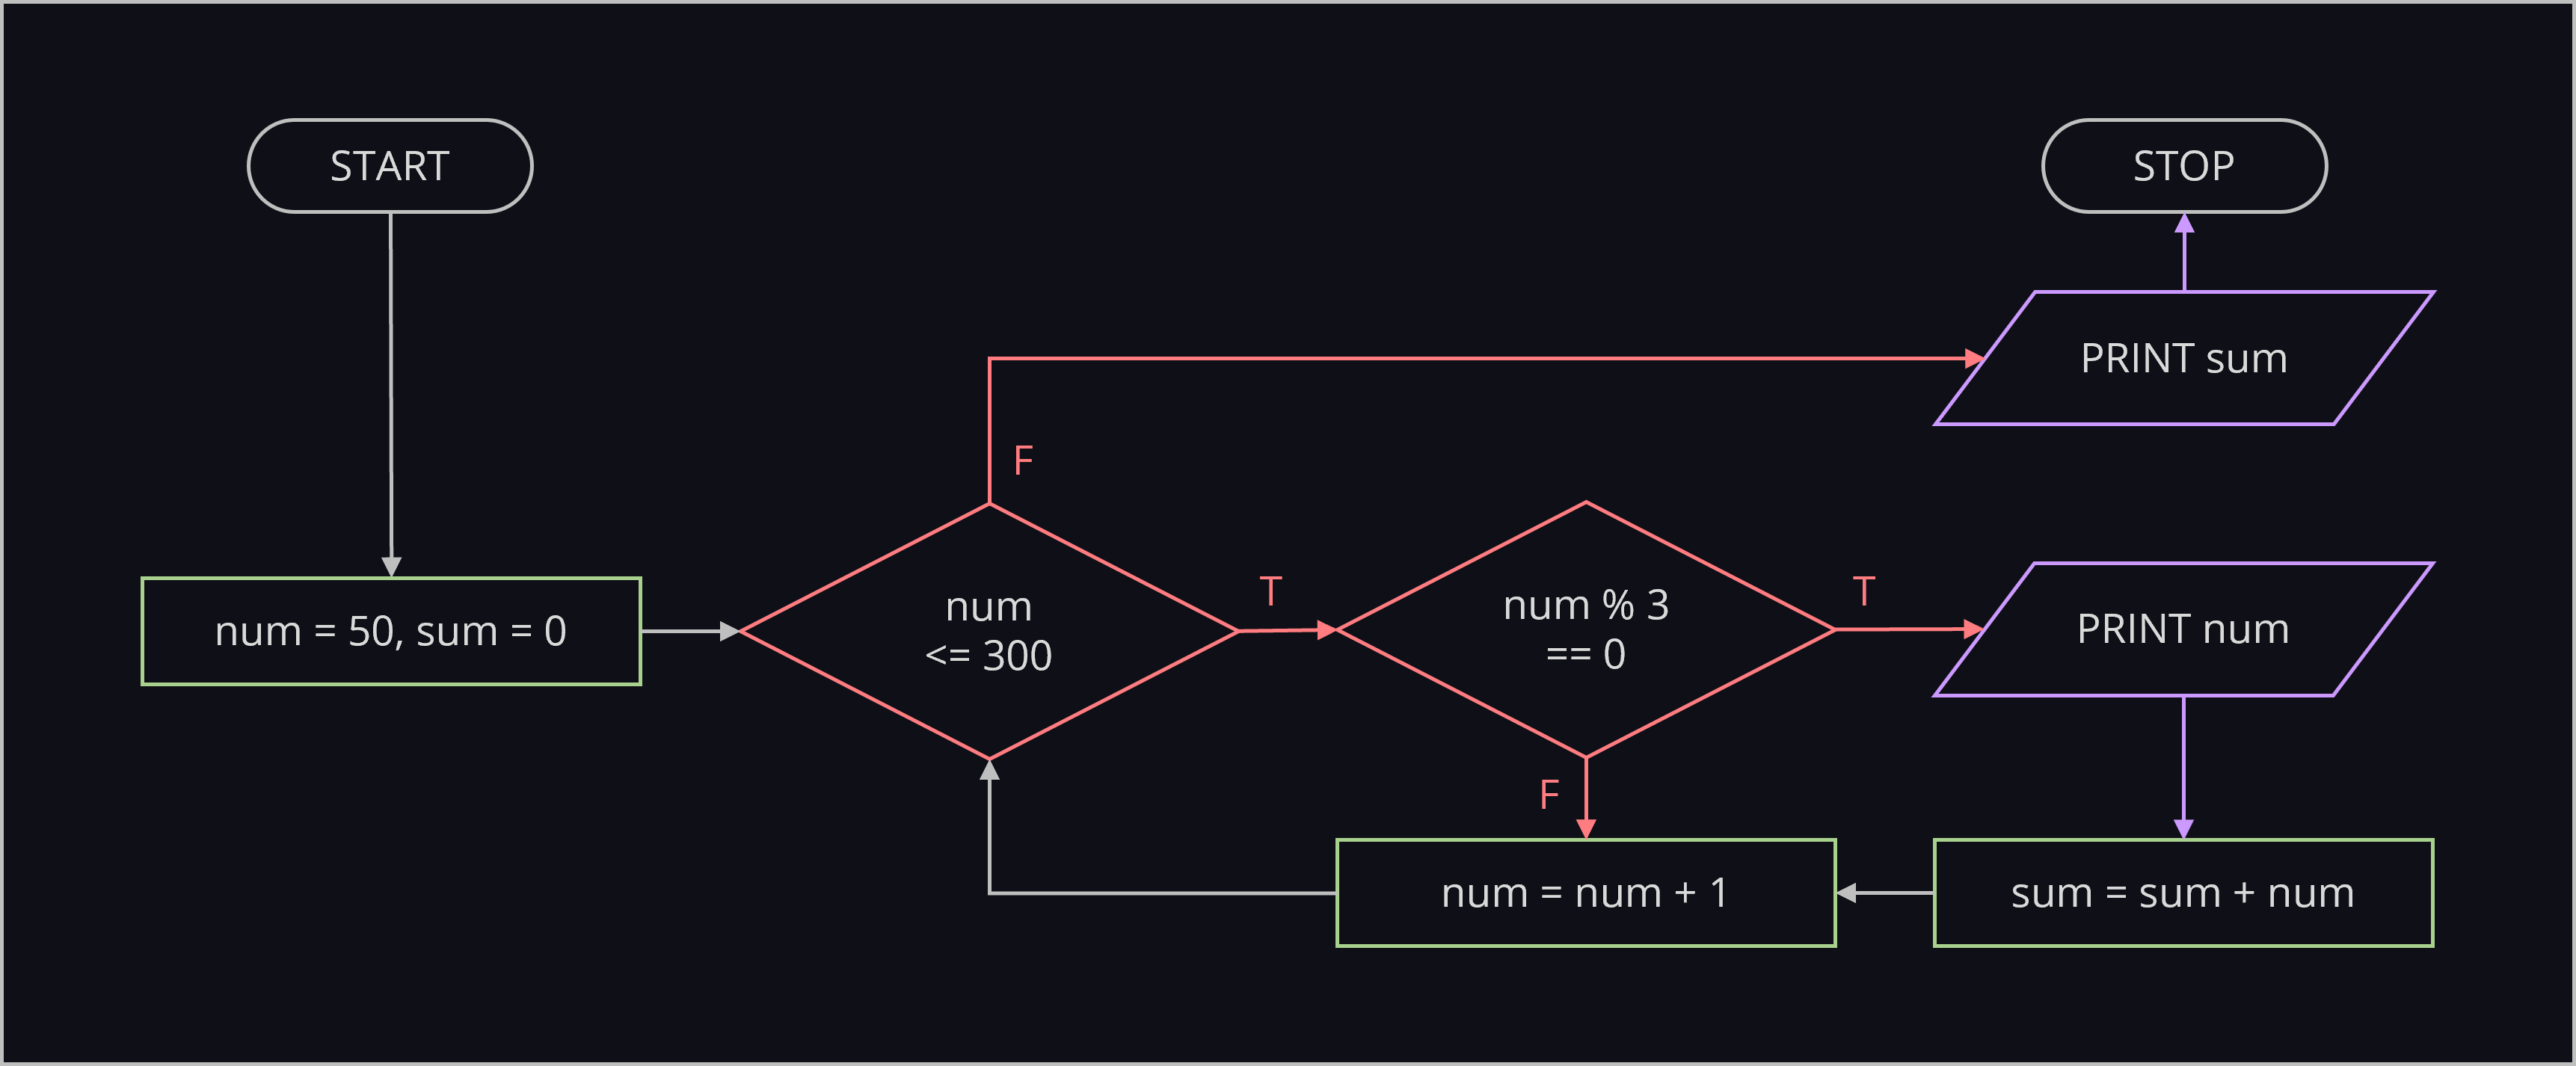 START
STOP
PRINT sum
F
num = 50, sum = 0
num
<= 300
T
num % 3
== 0
T
PRINT num
F
num = num + 1
sum = sum + num